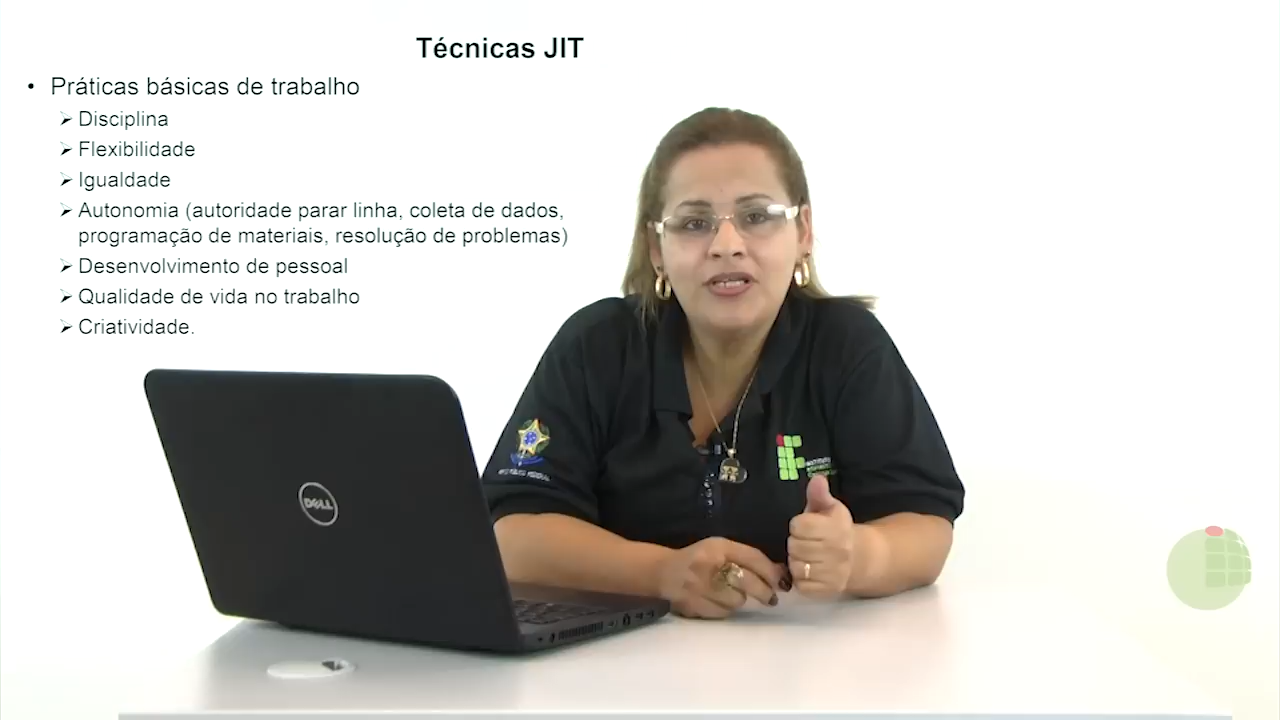 Técnicas JIT
• Práticas básicas de trabalho
➢ Disciplina
➢ Flexibilidade
➢ Igualdade
➢ Autonomia (autoridade parar linha, coleta de dados,
programação de materiais, resolução de problemas)
➢ Desenvolvimento de pessoal
➢ Qualidade de vida no trabalho
➢ Criatividade.
DELL